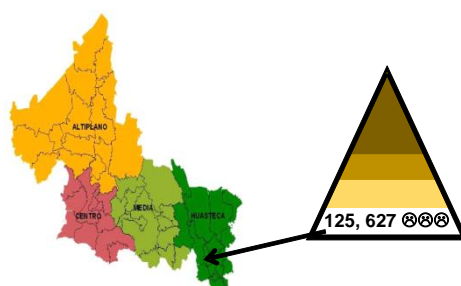 ALTIPLANO
CENTRO
MEDIA
HUASTECA
125, 627 ☹☹☹